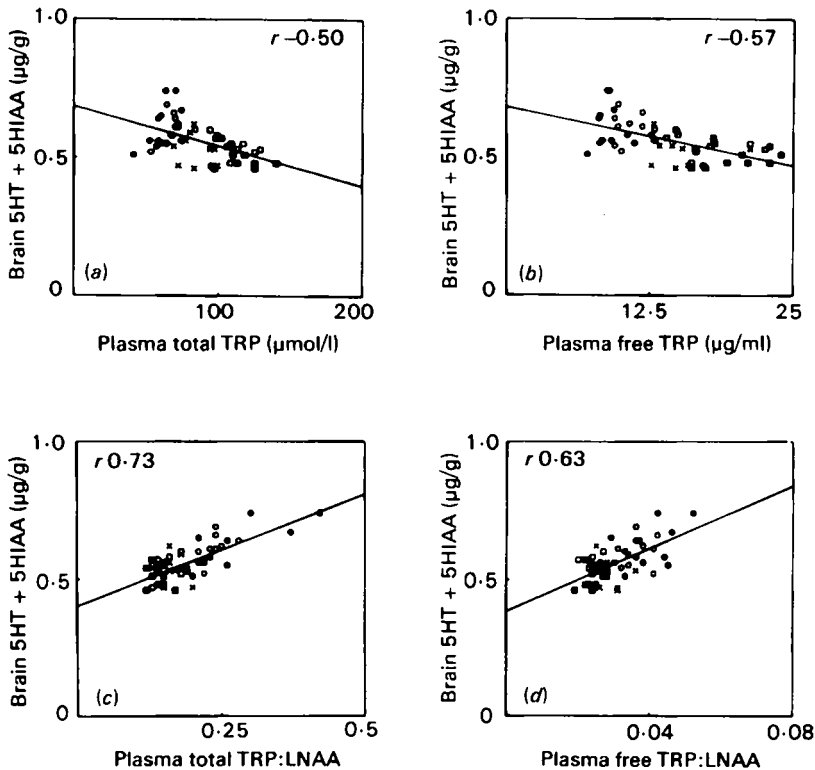 1·0
r –0·50
Brain 5HT + 5HIAA (µg/g)
0·5
(a)
0
100
200
Plasma total TRP (µmol/l)
1·0
r –0·57
Brain 5HT + 5HIAA (µg/g)
0·5
(b)
0
12·5
25
Plasma free TRP (µg/ml)
1·0
r 0·73
Brain 5HT + 5HIAA (µg/g)
0·5
(c)
0
0·25
0·5
Plasma total TRP:LNAA
1·0
r 0·63
Brain 5HT + 5HIAA (µg/g)
0·5
(d)
0
0·04
0·08
Plasma free TRP:LNAA